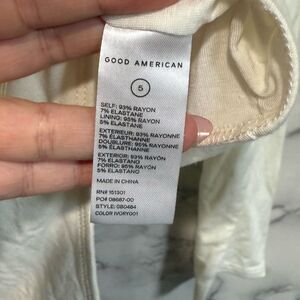 GOOD AMERICAN
5
SELF: 93% RAYON
7% ELASTANE
LINING: 95% RAYON
5% ELASTANE
EXTERIEUR: 93% RAYONNE
7% ELASTHANNE
DOUBLURE: 95% RAYONNE
5% ELASTHANNE
EXTERIOR: 93% RAYÓN
7% ELASTANO
FORRO: 95% RAYÓN
5% ELASTANO
MADE IN CHINA
RN# 151301
PO# 08687-00
STYLE: GB0464
COLOR: IVORY001